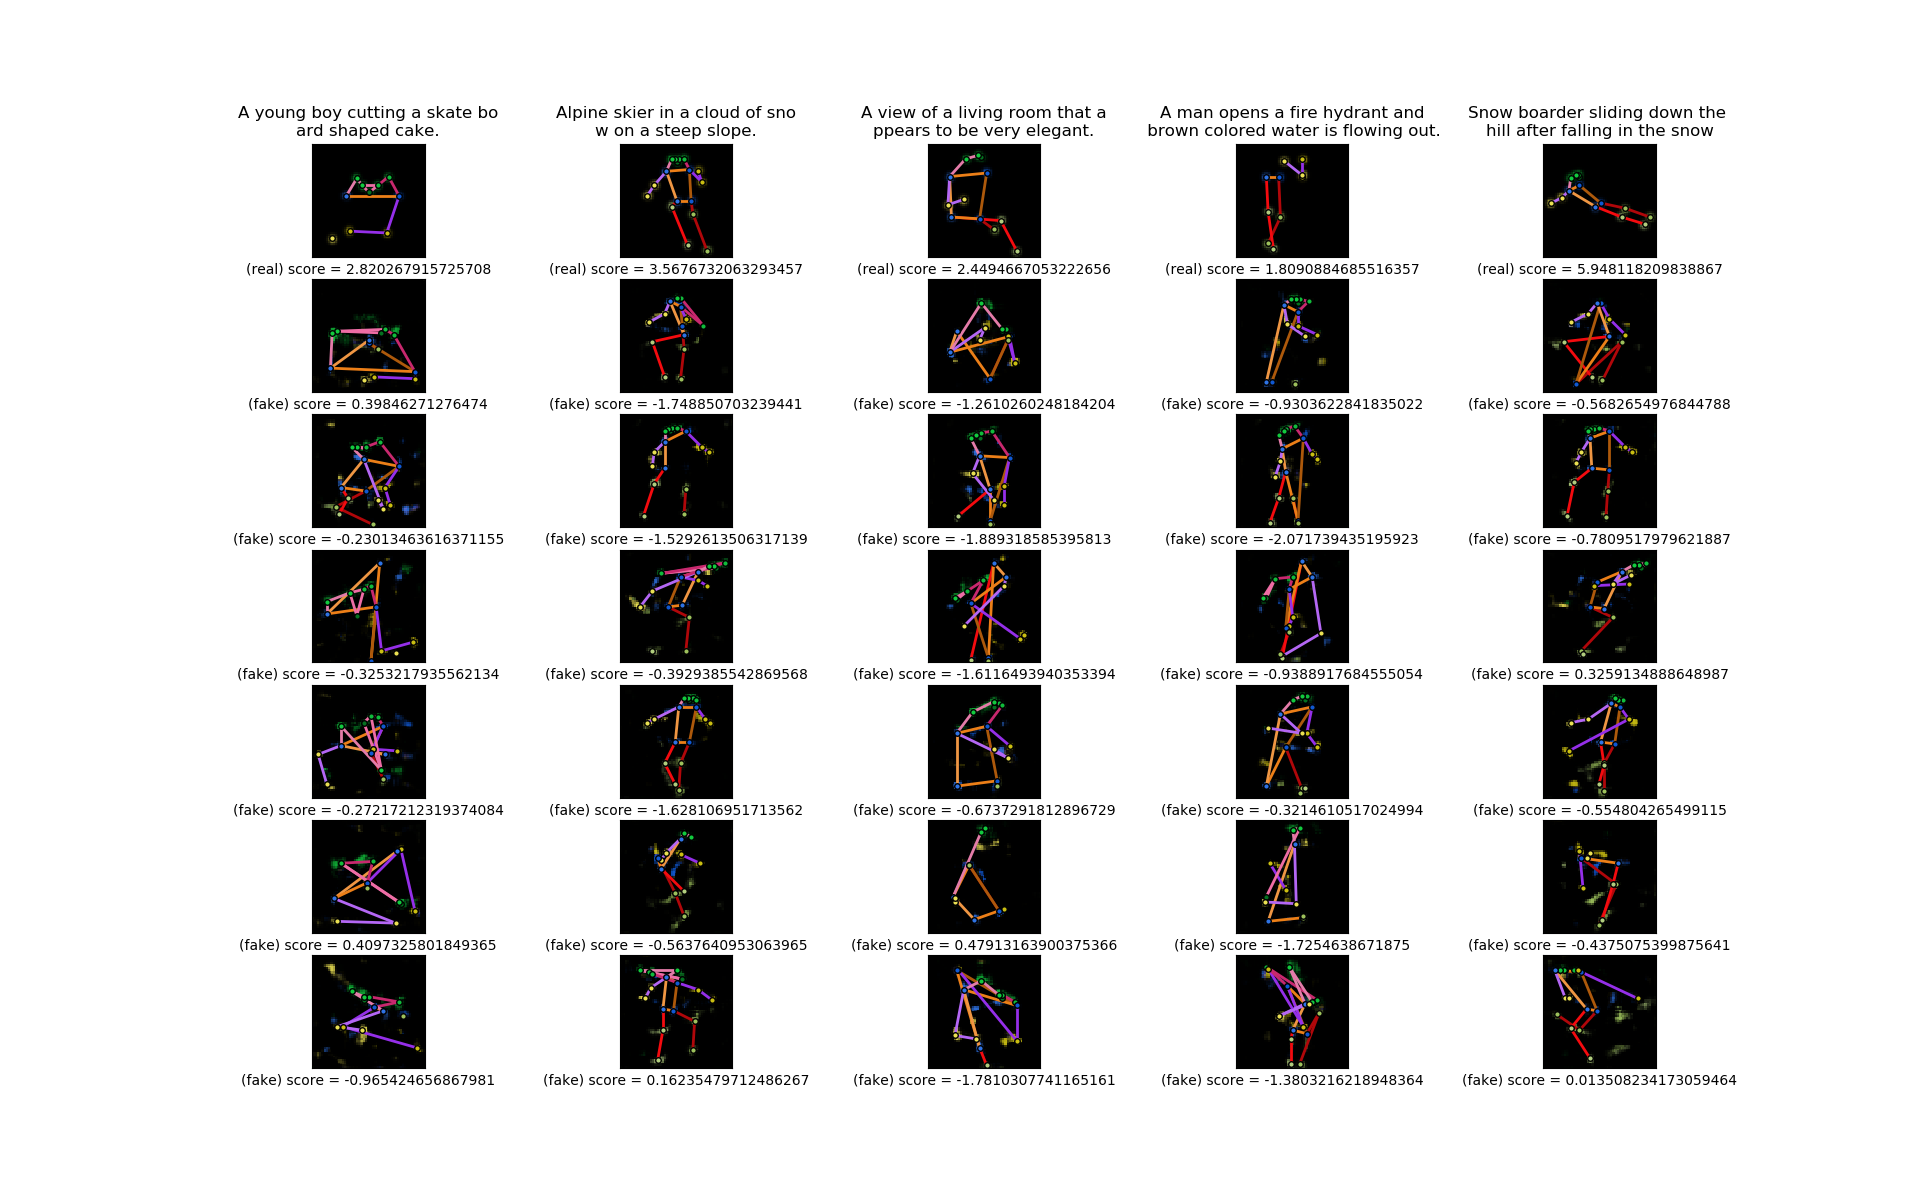 A young boy cutting a skate bo
ard shaped cake.
Alpine skier in a cloud of sno
w on a steep slope.
A view of a living room that a
ppears to be very elegant.
A man opens a fire hydrant and
brown colored water is flowing out.
Snow boarder sliding down the
hill after falling in the snow
(real) score = 2.820267915725708
(real) score = 3.5676732063293457
(real) score = 2.4494667053222656
(real) score = 1.8090884685516357
(real) score = 5.948118209838867
(fake) score = 0.39846271276474
(fake) score = -1.748850703239441
(fake) score = -1.2610260248184204
(fake) score = -0.9303622841835022
(fake) score = -0.5682654976844788
(fake) score = -0.23013463616371155
(fake) score = -1.5292613506317139
(fake) score = -1.889318585395813
(fake) score = -2.071739435195923
(fake) score = -0.7809517979621887
(fake) score = -0.3253217935562134
(fake) score = -0.3929385542869568
(fake) score = -1.6116493940353394
(fake) score = -0.9388917684555054
(fake) score = 0.3259134888648987
(fake) score = -0.27217212319374084
(fake) score = -1.628106951713562
(fake) score = -0.6737291812896729
(fake) score = -0.3214610517024994
(fake) score = -0.554804265499115
(fake) score = 0.4097325801849365
(fake) score = -0.5637640953063965
(fake) score = 0.47913163900375366
(fake) score = -1.7254638671875
(fake) score = -0.4375075399875641
(fake) score = -0.965424656867981
(fake) score = 0.16235479712486267
(fake) score = -1.7810307741165161
(fake) score = -1.3803216218948364
(fake) score = 0.013508234173059464